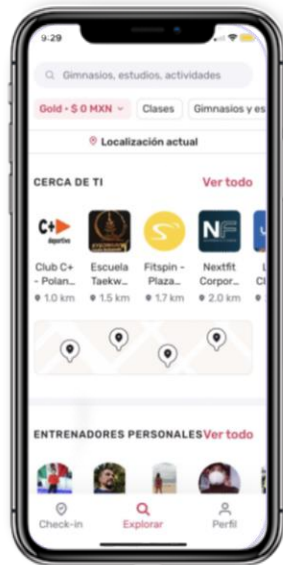 9:29
Gimnasios, estudios, actividades
Gold - $ 0 MXN
Clases
Gimnasios y es
Localización actual
CERCA DE TI
Ver todo
C+
deportivo
NF
Club C+
- Polan...
1.0 km
Escuela
Taekw...
1.5 km
Fitspin -
Plaza...
1.7 km
Nextfit
Corpor...
2.0 km
ENTRENADORES PERSONALES
Ver todo
Check-in
Explorar
Perfil